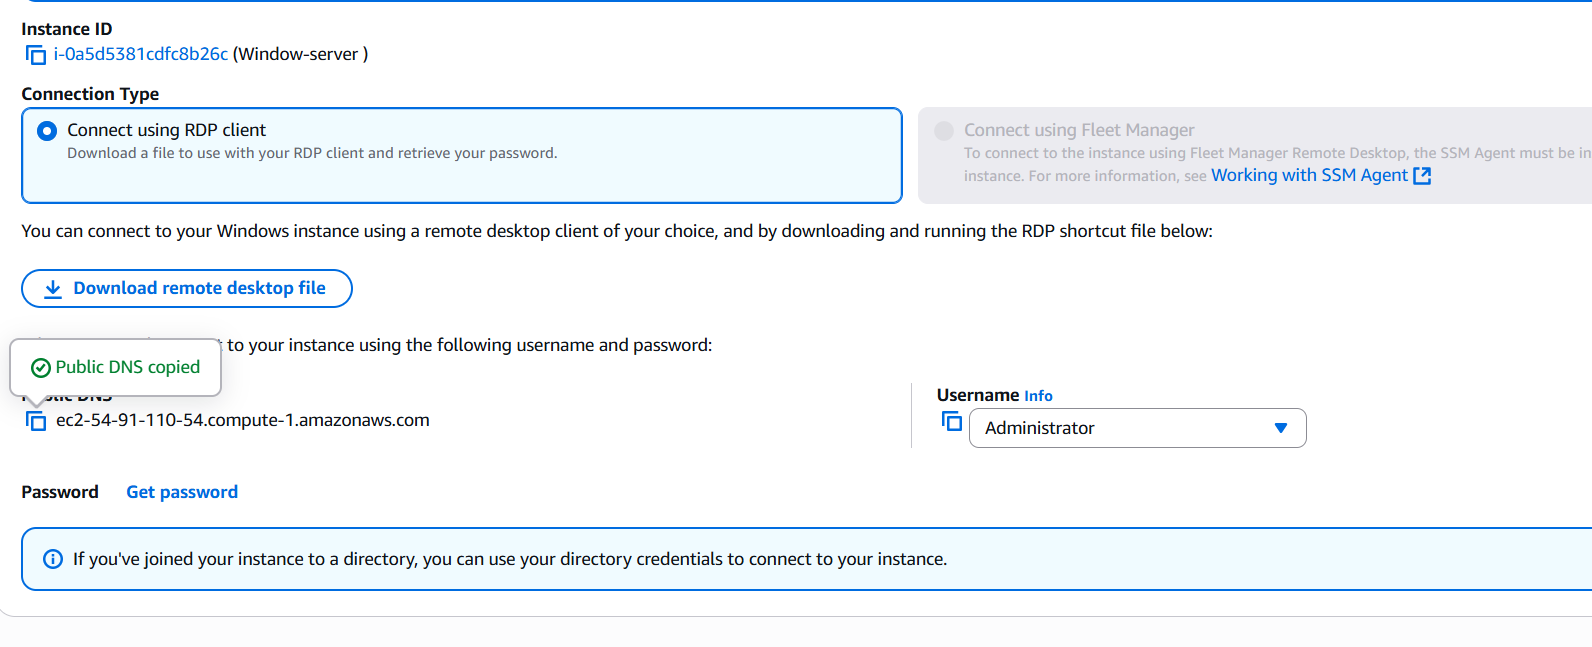 Instance ID
i-0a5d5381cdfc8b26c (Window-server )
Connection Type
Connect using RDP client
Download a file to use with your RDP client and retrieve your password.
Connect using Fleet Manager
To connect to the instance using Fleet Manager Remote Desktop, the SSM Agent must be in
instance. For more information, see Working with SSM Agent
You can connect to your Windows instance using a remote desktop client of your choice, and by downloading and running the RDP shortcut file below:
Download remote desktop file
to your instance using the following username and password:
Public DNS copied
Public DNS
ec2-54-91-110-54.compute-1.amazonaws.com
Username Info
Administrator
Password Get password
If you've joined your instance to a directory, you can use your directory credentials to connect to your instance.